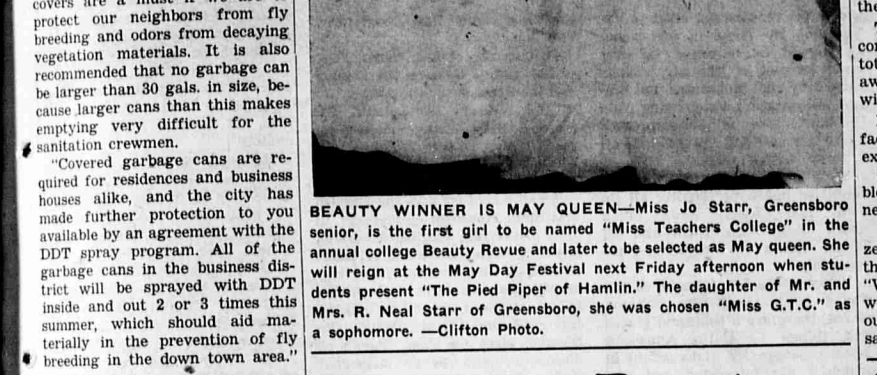 covers are a must if we are to
protect our neighbors from fly
breeding and odors from decaying
vegetation materials. It is also
recommended that no garbage can
be larger than 30 gals. in size, be-
cause larger cans than this makes
emptying very difficult for the
sanitation crewmen.
"Covered garbage cans are re-
quired for residences and business
houses alike, and the city has
made further protection to you
available by an agreement with the
DDT spray program. All of the
garbage cans in the business dis-
trict will be sprayed with DDT
inside and out 2 or 3 times this
summer, which should aid ma-
terially in the prevention of fly
breeding in the down town area."
BEAUTY WINNER IS MAY QUEEN—Miss Jo Starr, Greensboro
senior, is the first girl to be named "Miss Teachers College" in the
annual college Beauty Revue and later to be selected as May queen. She
will reign at the May Day Festival next Friday afternoon when stu-
dents present "The Pied Piper of Hamlin." The daughter of Mr. and
Mrs. R. Neal Starr of Greensboro, she was chosen "Miss G.T.C." as
a sophomore. —Clifton Photo.